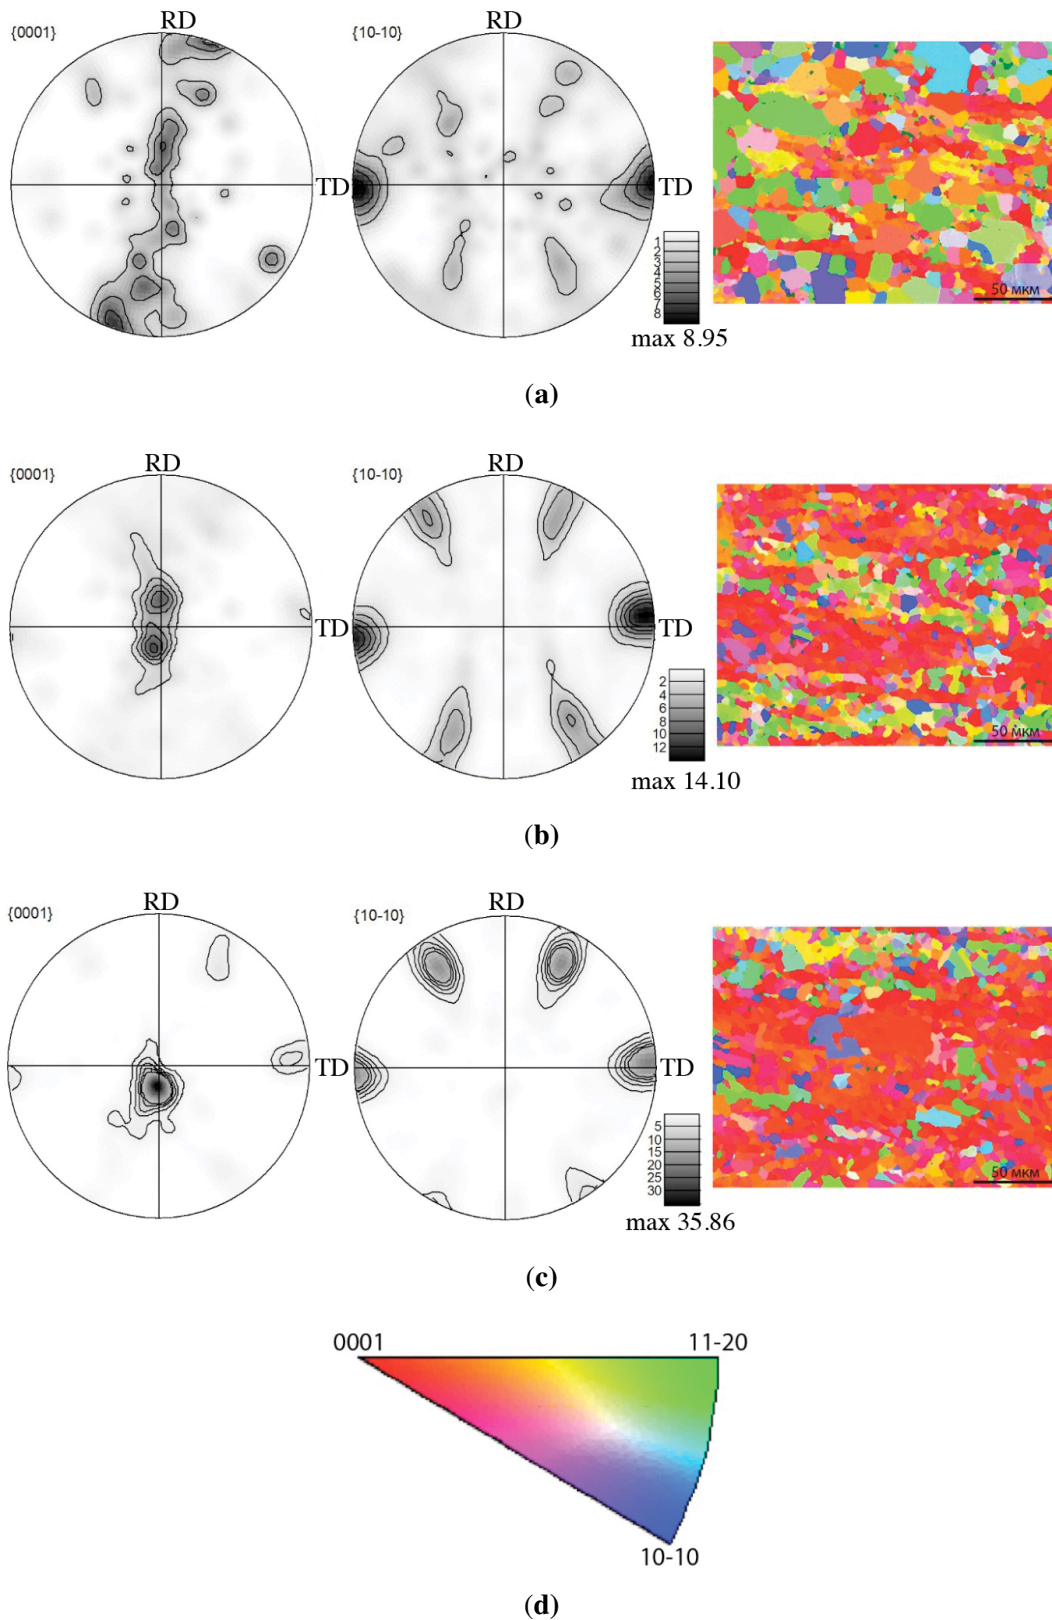 {0001} RD {10-10} RD
TD TD
1
2
3
4
5
6
7
8
max 8.95
50 мкм
(a)
{0001} RD {10-10} RD
TD TD
2
4
6
8
10
12
max 14.10
50 мкм
(b)
{0001} RD {10-10} RD
TD TD
5
10
15
20
25
30
max 35.86
50 мкм
(c)
0001 11-20
10-10
(d)